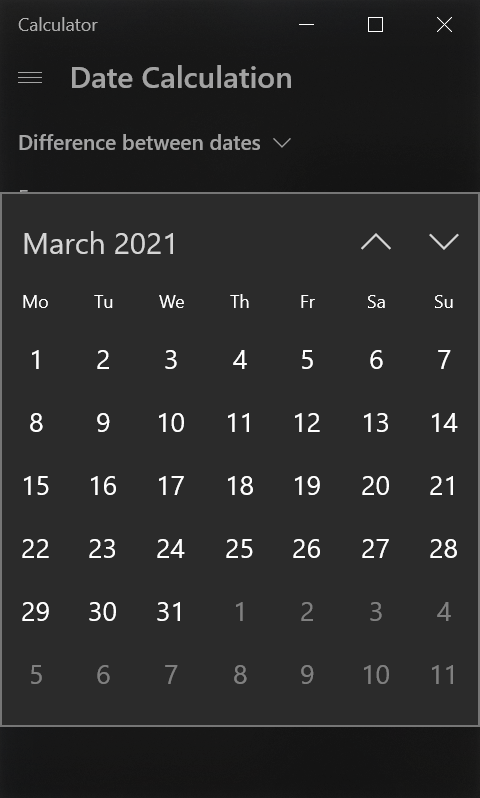 Calculator
Date Calculation
Difference between dates
March 2021
Mo Tu We Th Fr Sa Su
1 2 3 4 5 6 7
8 9 10 11 12 13 14
15 16 17 18 19 20 21
22 23 24 25 26 27 28
29 30 31 1 2 3 4
5 6 7 8 9 10 11